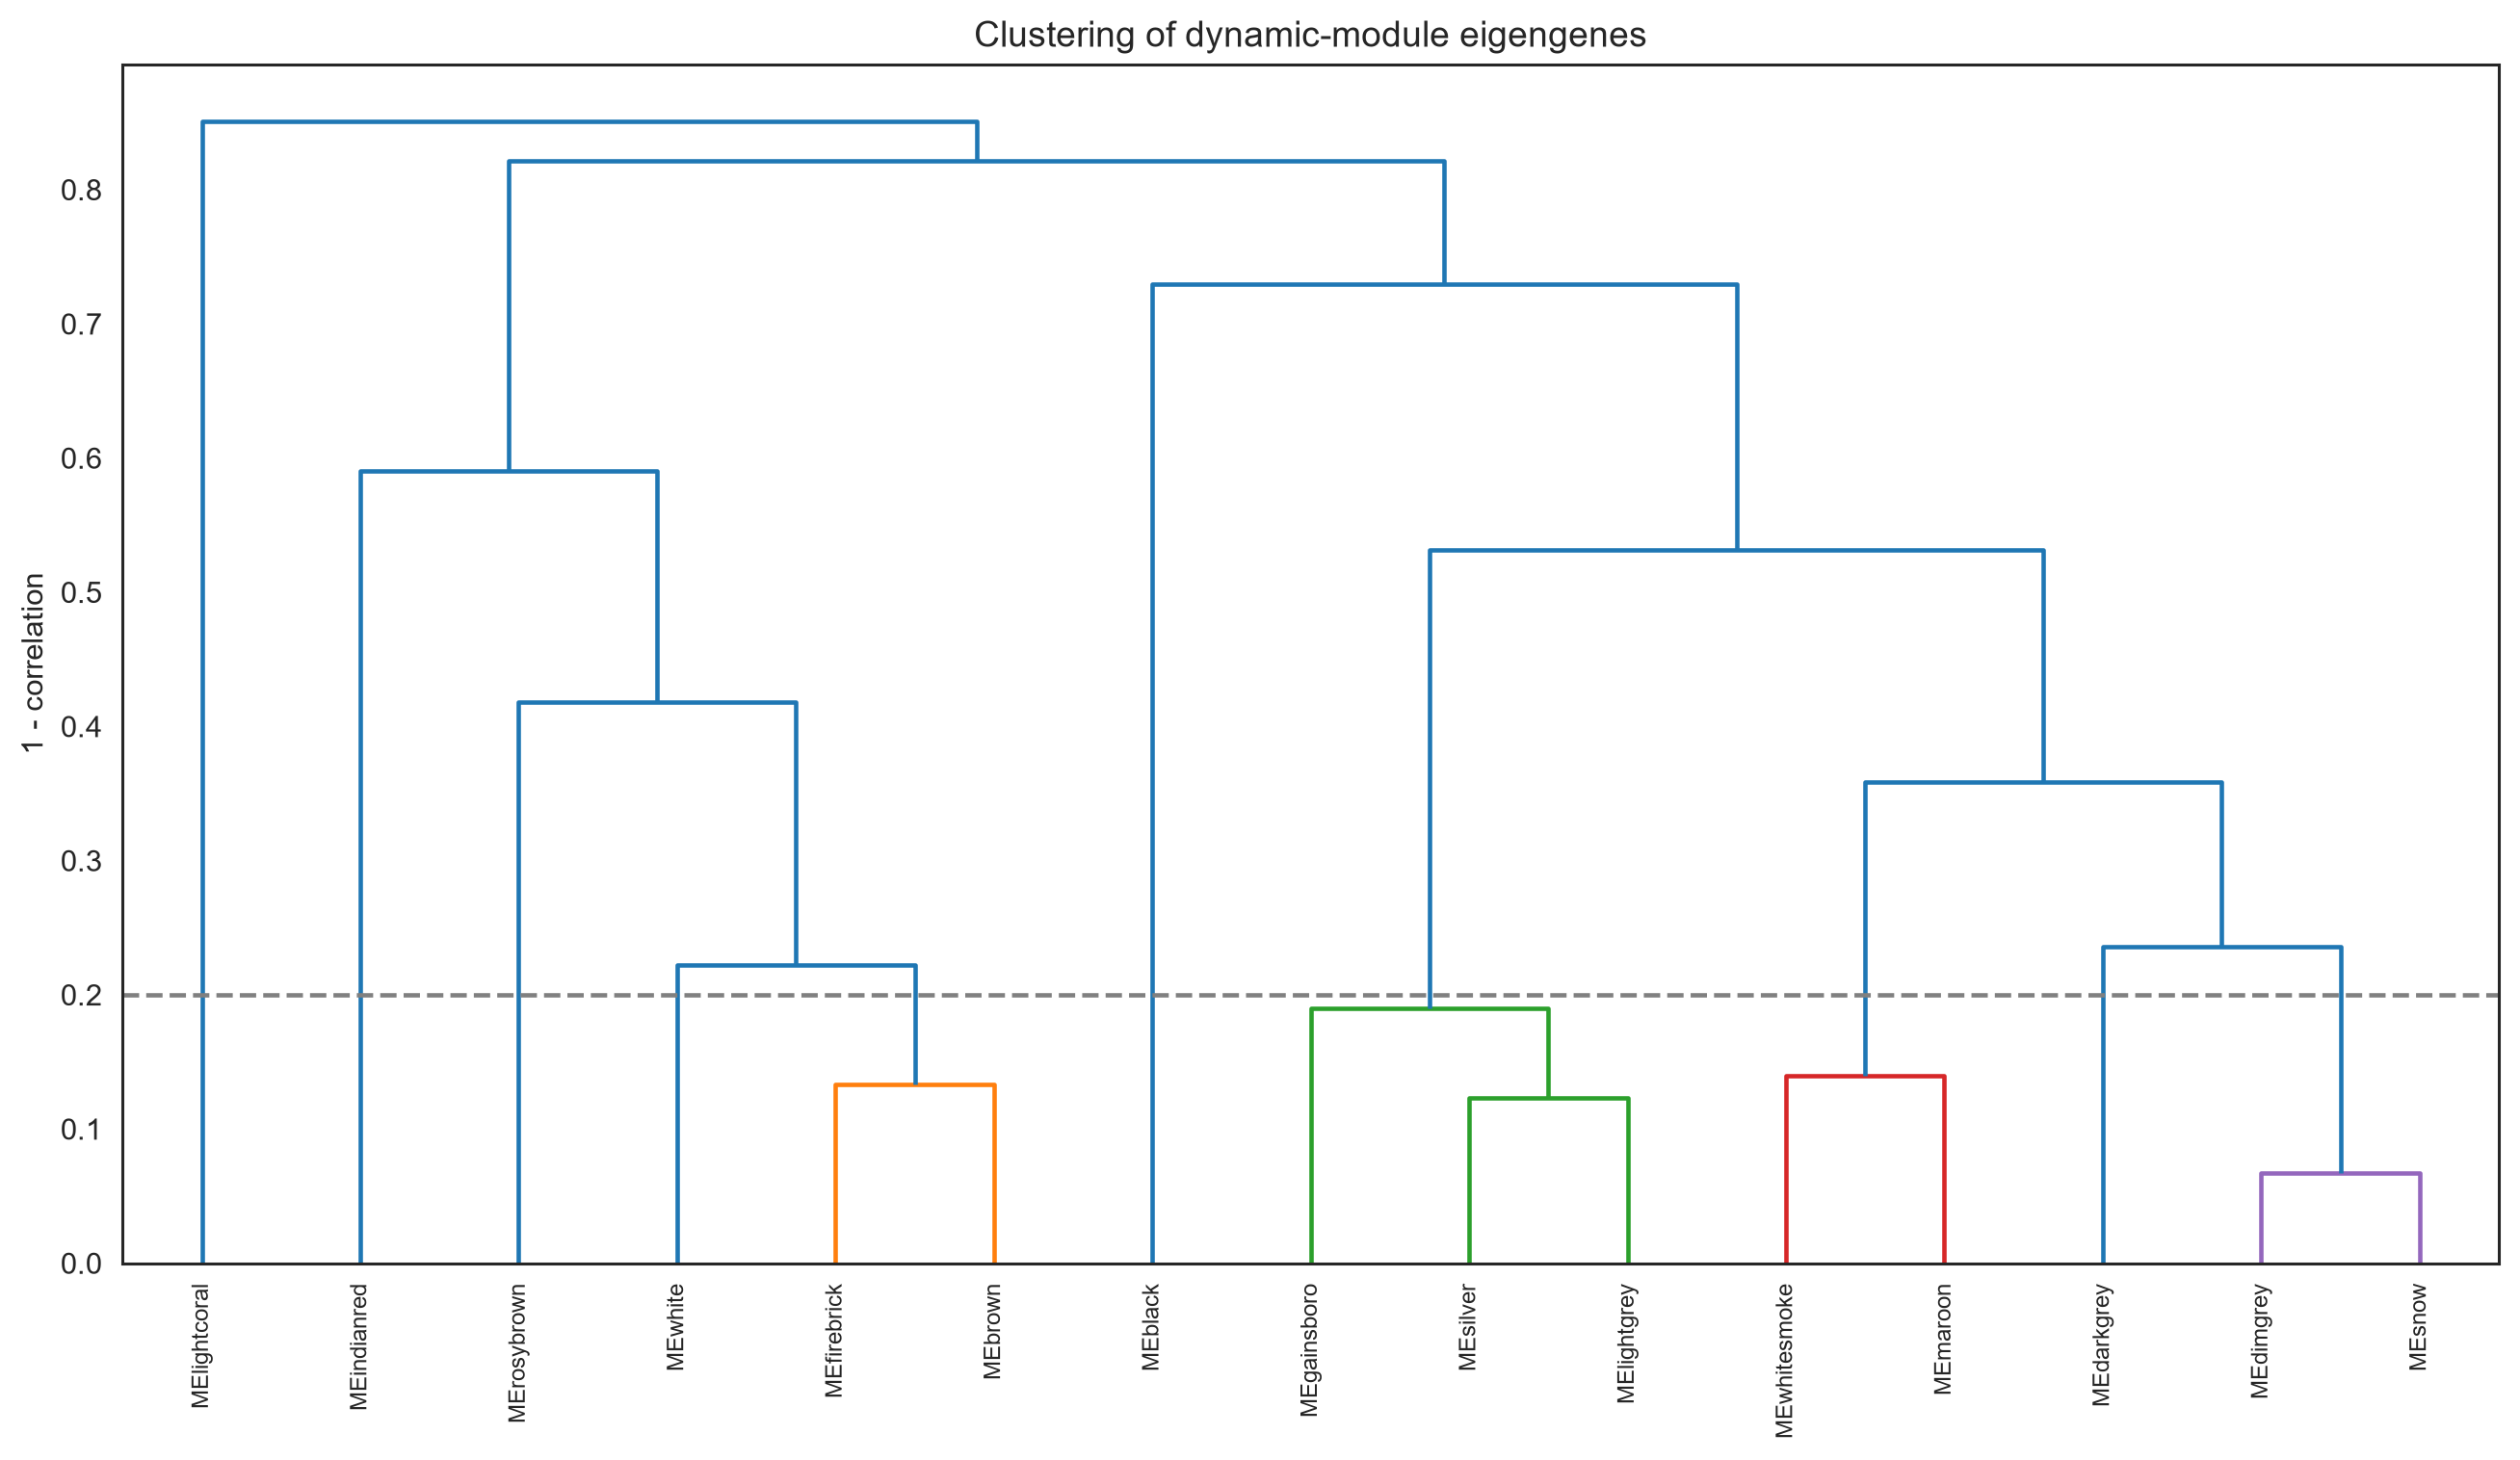 Clustering of dynamic-module eigengenes
1 - correlation
0.8
0.7
0.6
0.5
0.4
0.3
0.2
0.1
0.0
MElightcoral
MEindianred
MErosybrown
MEwhite
MEfirebrick
MEbrown
MEblack
MEgainsboro
MEsilver
MElightgrey
MEwhitesmoke
MEmaroon
MEdarkgrey
MEdimgrey
MEsnow